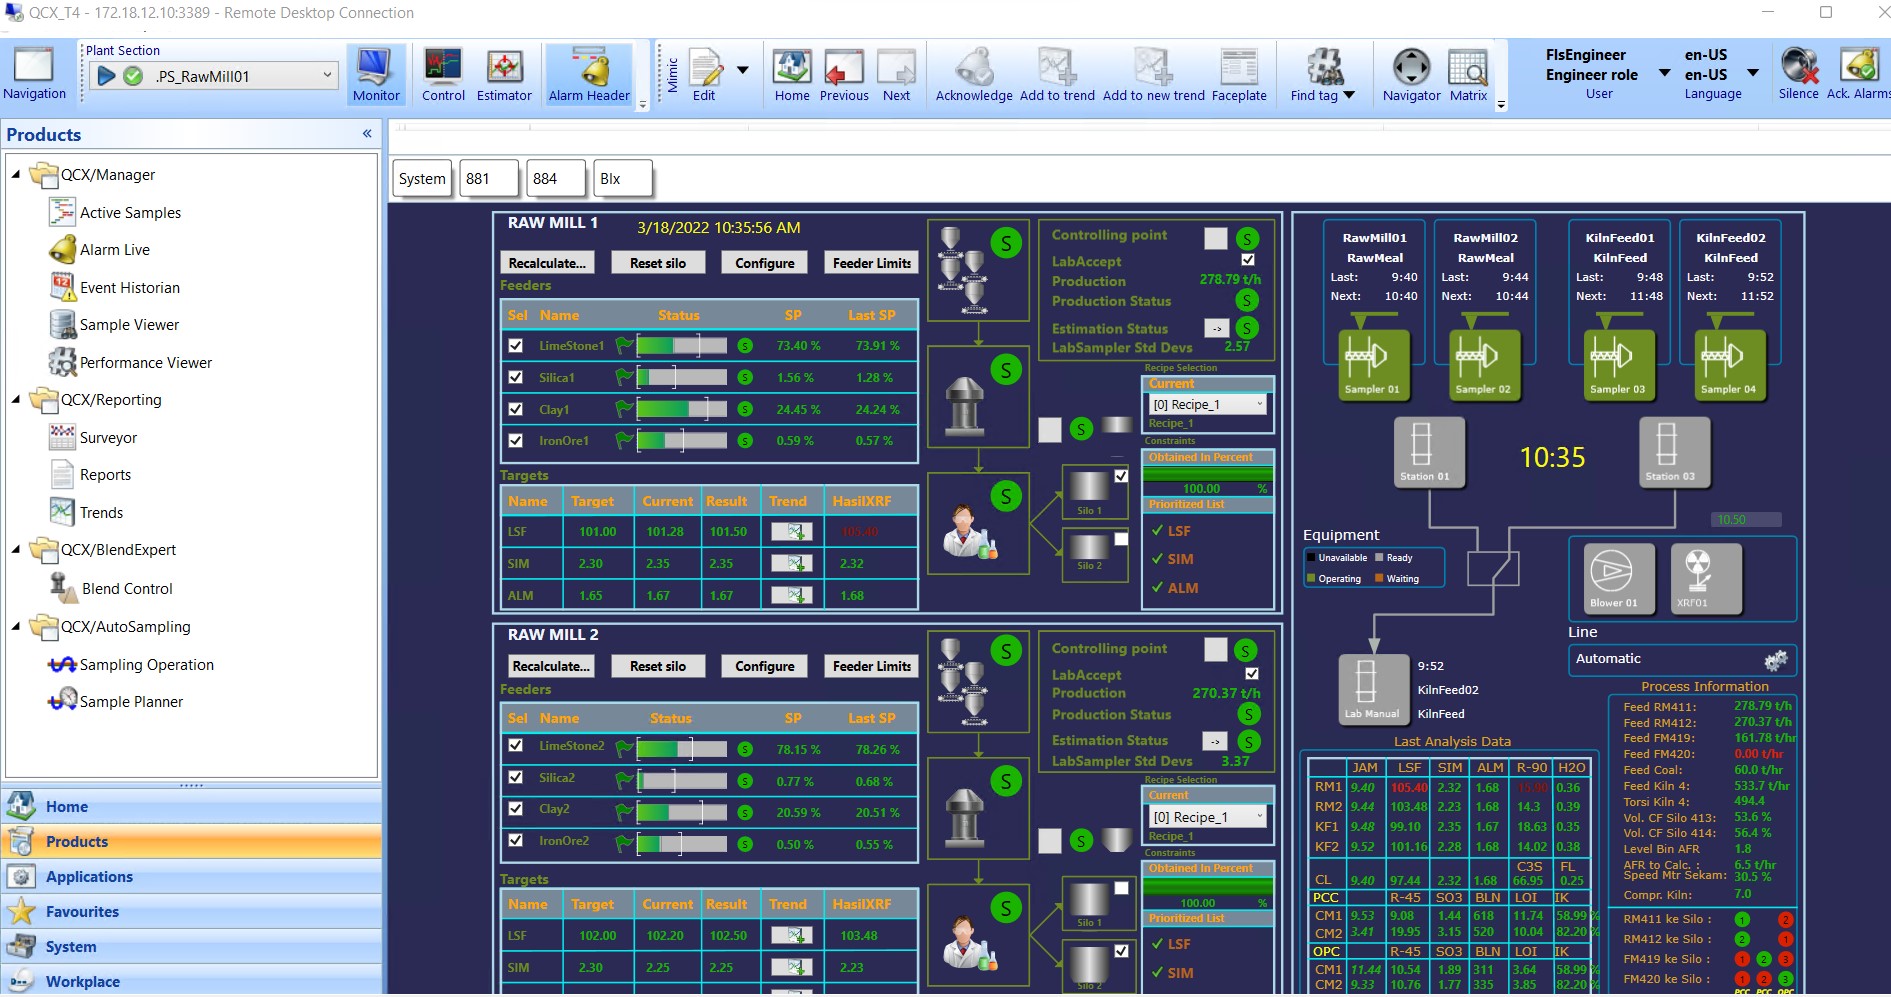 QCX_T4 - 172.18.12.10:3389 - Remote Desktop Connection
Navigation
Plant Section
.PS_RawMill01
Monitor
Control
Estimator
Alarm Header
Mimic
Edit
Home
Previous
Next
Acknowledge
Add to trend
Add to new trend
Faceplate
Find tag
Navigator
Matrix
FlsEngineer
Engineer role
User
en-US
en-US
Language
Silence
Ack. Alarms
Products
QCX/Manager
Active Samples
Alarm Live
Event Historian
Sample Viewer
Performance Viewer
QCX/Reporting
Surveyor
Reports
Trends
QCX/BlendExpert
Blend Control
QCX/AutoSampling
Sampling Operation
Sample Planner
Home
Products
Applications
Favourites
System
Workplace
System 881 884 Blx
RAW MILL 1 3/18/2022 10:35:56 AM
Recalculate... Reset silo Configure Feeder Limits
Feeders
Sel Name Status SP Last SP
LimeStone1 S 73.40 % 73.91 %
Silica1 S 1.56 % 1.28 %
Clay1 S 24.45 % 24.24 %
IronOre1 S 0.59 % 0.57 %
Targets
Name Target Current Result Trend HasilXRF
LSF 101.00 101.28 101.50 105.40
SIM 2.30 2.35 2.35 2.32
ALM 1.65 1.67 1.67 1.68
S
S
S
S
Silo 1
Silo 2
Controlling point S
LabAccept
Production 278.79 t/h
Production Status S
Estimation Status -> S
LabSampler Std Devs 2.57
Recipe Selection
Current
[0] Recipe_1
Recipe_1
Constraints
Obtained In Percent
100.00 %
Prioritized List
LSF
SIM
ALM
RAW MILL 2
Recalculate... Reset silo Configure Feeder Limits
Feeders
Sel Name Status SP Last SP
LimeStone2 S 78.15 % 78.26 %
Silica2 S 0.77 % 0.68 %
Clay2 S 20.59 % 20.51 %
IronOre2 S 0.50 % 0.55 %
Targets
Name Target Current Result Trend HasilXRF
LSF 102.00 102.20 102.50 103.48
SIM 2.30 2.25 2.25 2.23
S
S
S
S
Silo 1
Silo 2
Controlling point S
LabAccept
Production 270.37 t/h
Production Status S
Estimation Status -> S
LabSampler Std Devs 3.37
Recipe Selection
Current
[0] Recipe_1
Recipe_1
Constraints
Obtained In Percent
100.00 %
Prioritized List
LSF
SIM
RawMill01 RawMill02 KilnFeed01 KilnFeed02
RawMeal RawMeal KilnFeed KilnFeed
Last: 9:40 Last: 9:44 Last: 9:48 Last: 9:52
Next: 10:40 Next: 10:44 Next: 11:48 Next: 11:52
Sampler 01 Sampler 02 Sampler 03 Sampler 04
Station 01 10:35 Station 03
10.50
Equipment
Unavailable Ready
Operating Waiting
Blower 01 XRF01
Line
Automatic
Lab Manual
9:52
KilnFeed02
KilnFeed
Last Analysis Data
JAM LSF SIM ALM R-90 H2O
RM1 9.40 105.40 2.32 1.68 0.36
RM2 9.44 103.48 2.23 1.68 14.3 0.39
KF1 9.48 99.10 2.35 1.67 18.63 0.35
KF2 9.52 101.16 2.28 1.68 14.02 0.38
C3S FL
CL 9.40 97.44 2.32 1.68 66.95 0.25
PCC R-45 SO3 BLN LOI IK
CM1 9.53 9.08 1.44 618 11.74 58.99 %
CM2 3.41 19.95 3.15 520 10.04 82.20 %
OPC R-45 SO3 BLN LOI IK
CM1 11.44 10.54 1.89 311 3.64 58.99 %
CM2 9.33 10.76 1.77 335 3.85 82.20 %
Process Information
Feed RM411: 278.79 t/h
Feed RM412: 270.37 t/h
Feed FM419: 161.78 t/hr
Feed FM420: 0.00 t/hr
Feed Coal: 60.0 t/hr
Feed Kiln 4: 533.7 t/hr
Torsi Kiln 4: 494.4
Vol. CF Silo 413: 53.6 %
Vol. CF Silo 414: 56.4 %
Level Bin AFR 1.8
AFR to Calc. : 6.5 t/hr
Speed Mtr Sekam: 30.5 %
Compr. Kiln: 7.0
RM411 ke Silo : 1 2
RM412 ke Silo : 2 1
FM419 ke Silo : 1 2 3
FM420 ke Silo : 1 2 3
PCC PCC OPC